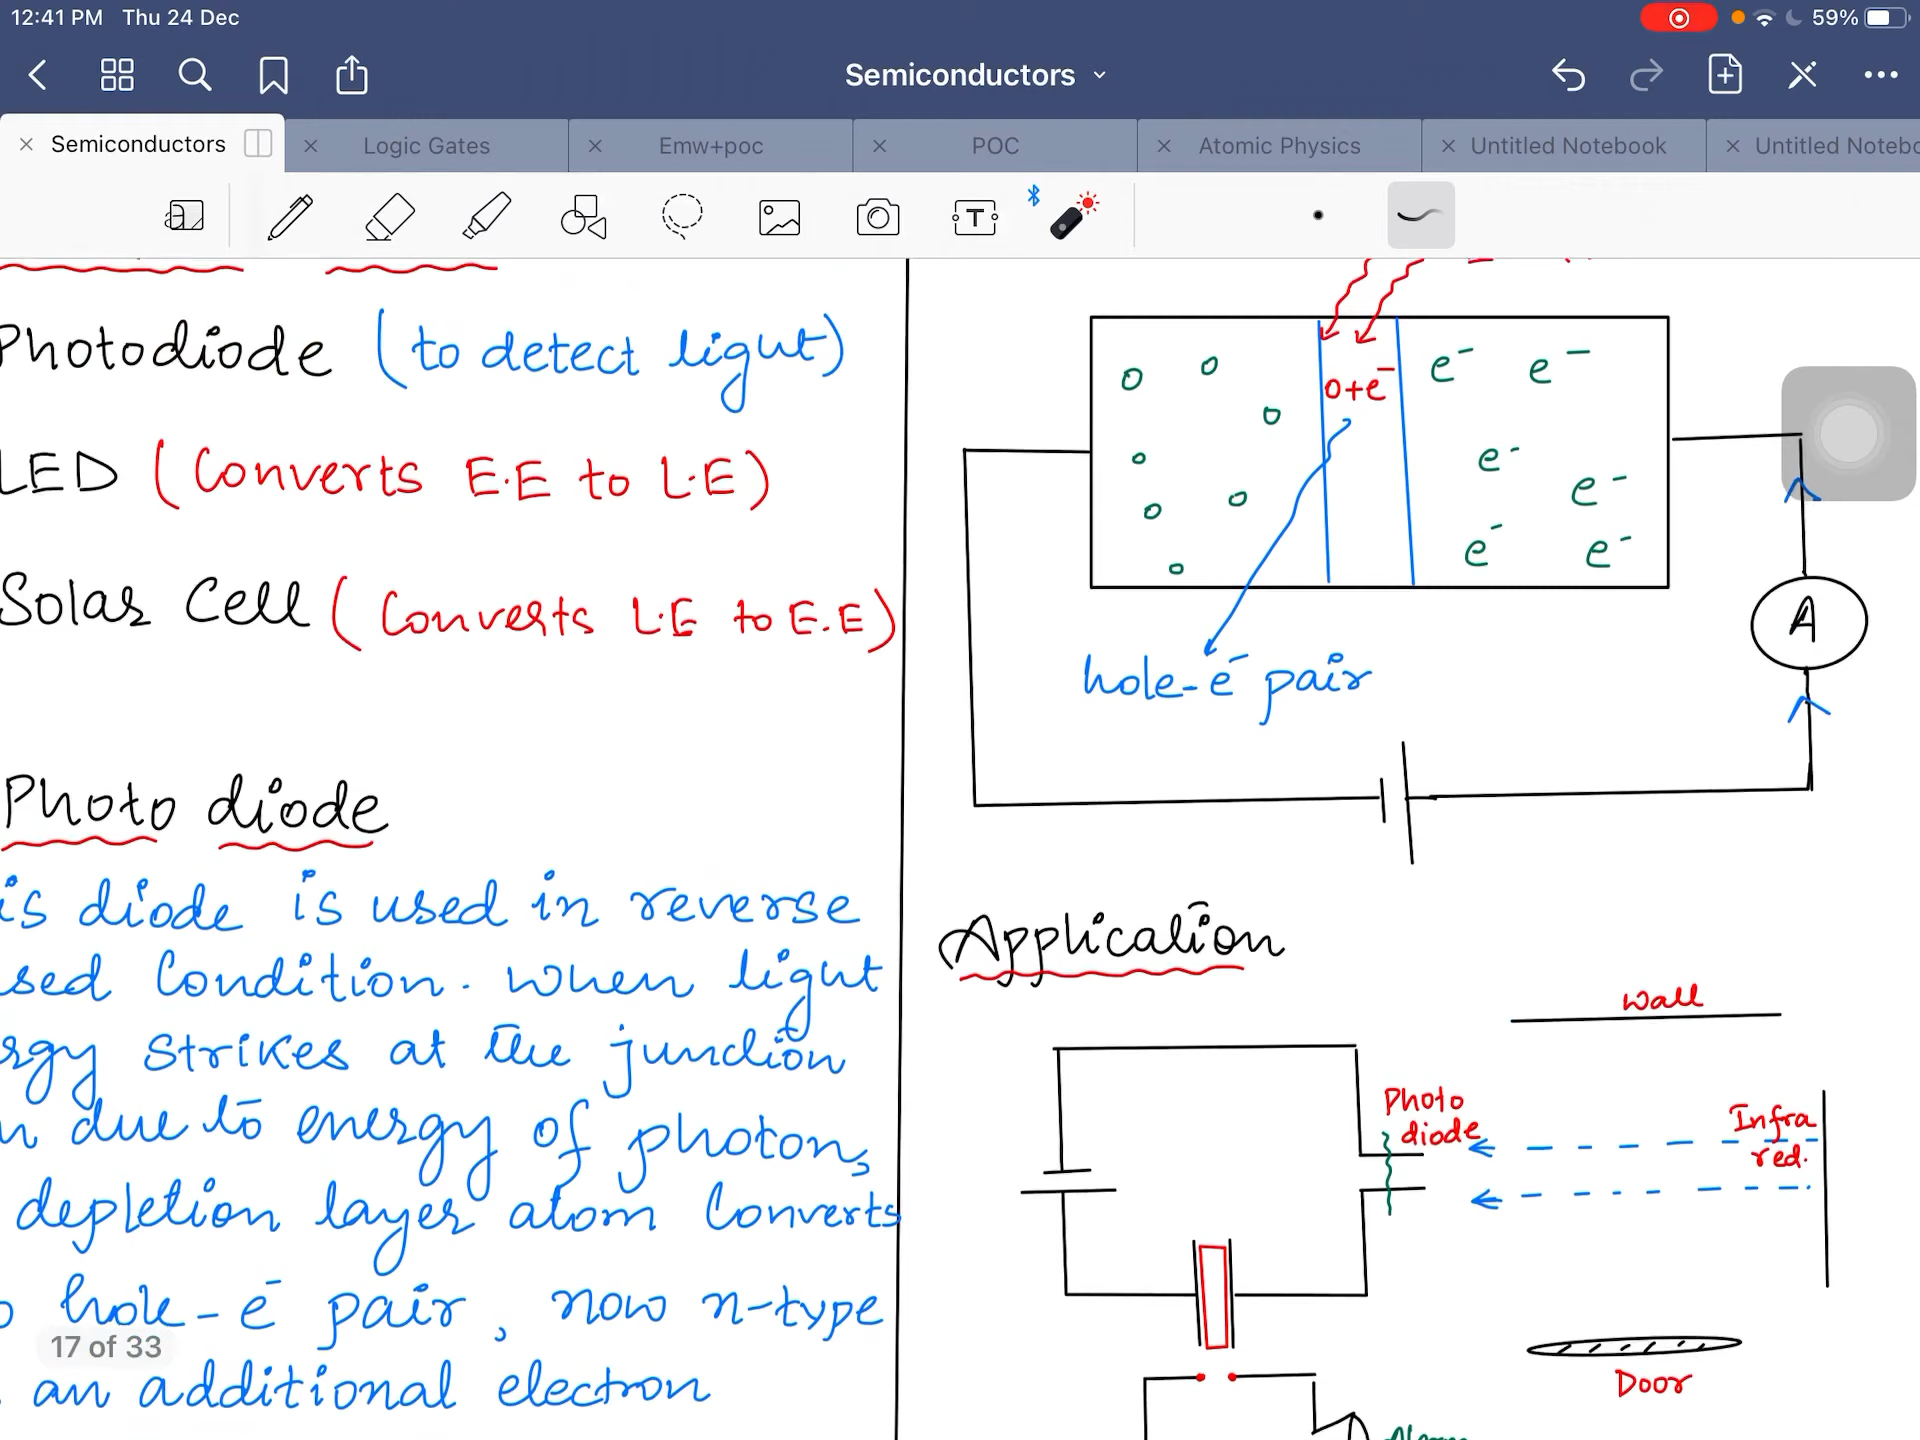 12:41 PM Thu 24 Dec
59%
Semiconductors
Semiconductors
Logic Gates
Emw+poc
POC
Atomic Physics
Untitled Notebook
Untitled Notebo
T
Photodiode (to detect light)
LED (Converts E.E to L.E)
Solar Cell (Converts L.E to E.E)
Photo diode
is diode is used in reverse
sed Condition. When light
rgy strikes at the junction
n due to energy of photon,
depletion layer atom Converts
o hole-e⁻ pair, now n-type
an additional electron
17 of 33
o+e⁻
e⁻ e⁻
e⁻
e⁻
e⁻ e⁻
A
hole-e⁻ pair
Application
Wall
Photo
diode
Infra
red.
Door